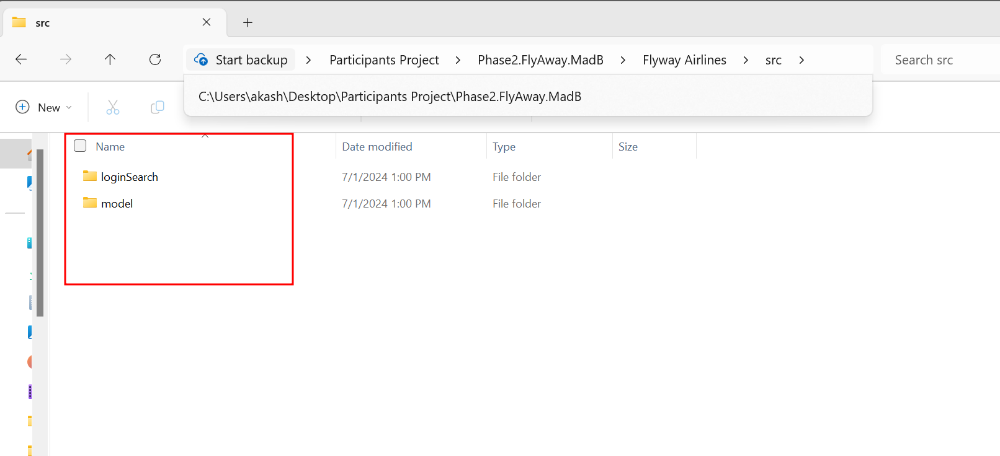 src
Start backup > Participants Project > Phase2.FlyAway.MadB > Flyway Airlines > src >
Search src
C:\Users\akash\Desktop\Participants Project\Phase2.FlyAway.MadB
New
Name Date modified Type Size
loginSearch 7/1/2024 1:00 PM File folder
model 7/1/2024 1:00 PM File folder